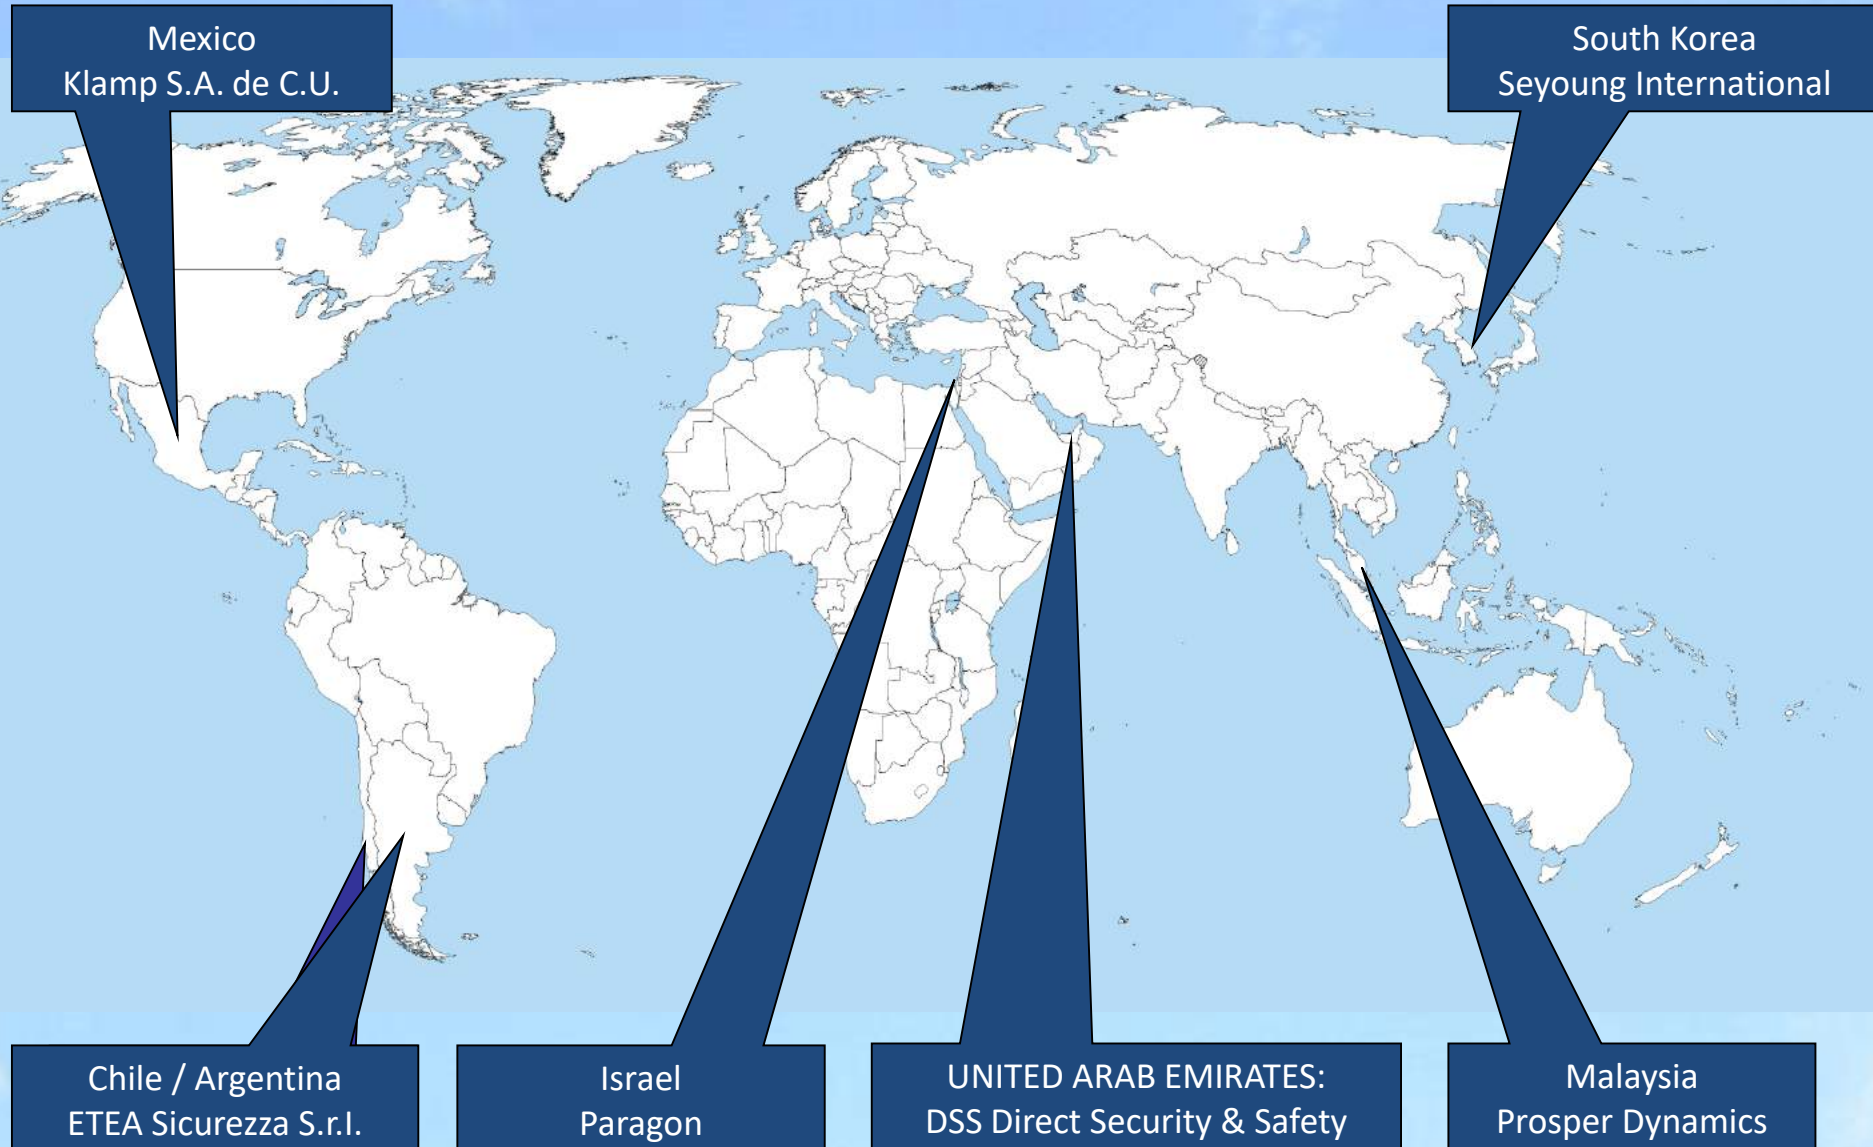 Mexico
Klamp S.A. de C.U.
South Korea
Seyoung International
Chile / Argentina
ETEA Sicurezza S.r.l.
Israel
Paragon
UNITED ARAB EMIRATES:
DSS Direct Security & Safety
Malaysia
Prosper Dynamics